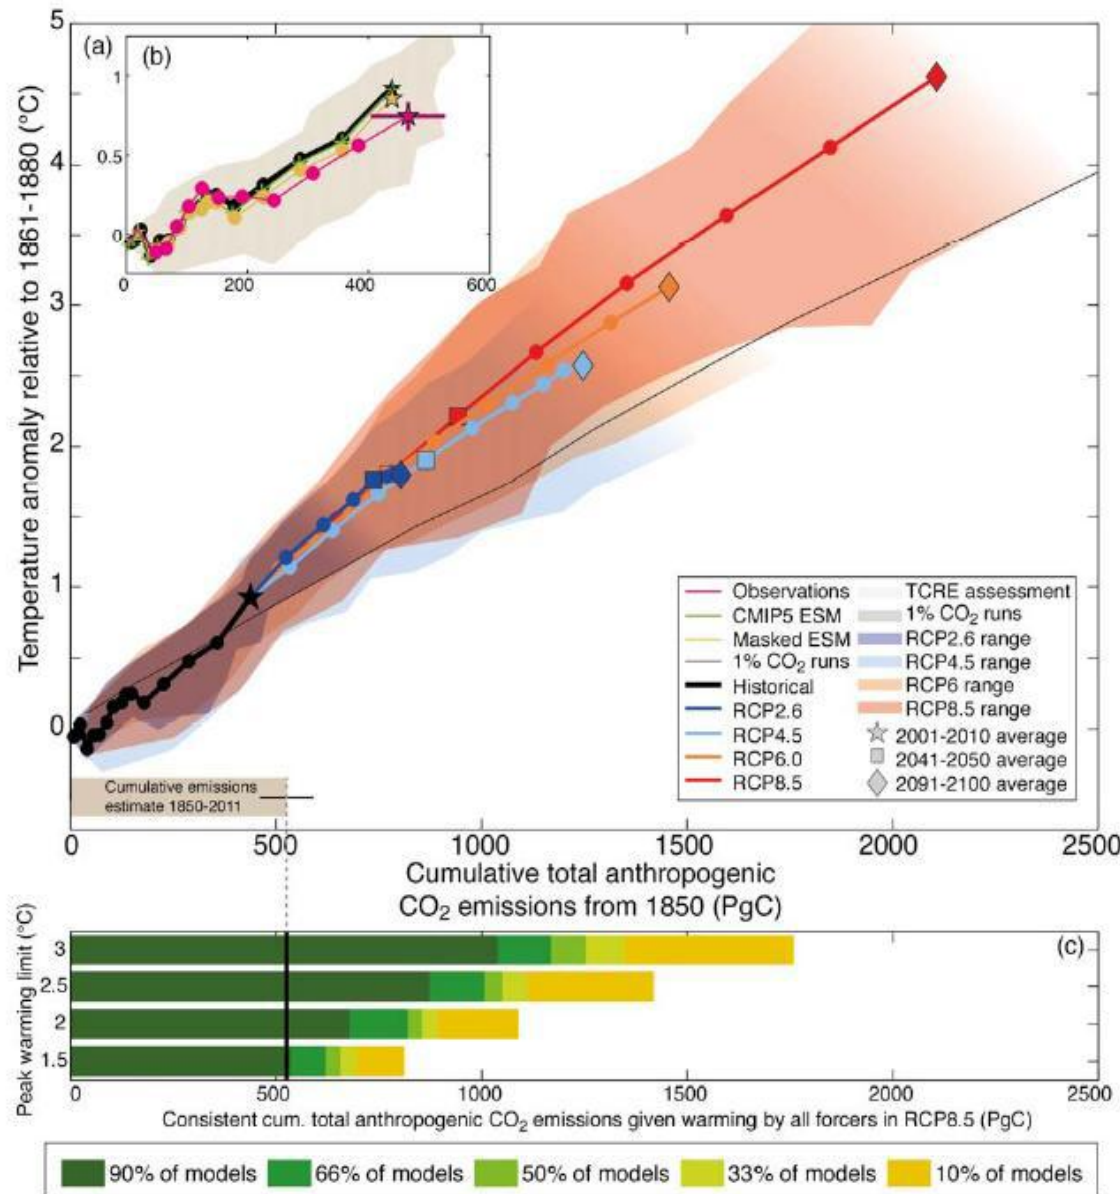 Temperature anomaly relative to 1861-1880 (°C)
5
4
3
2
1
0
(a)
(b)
1
0.5
0
0
200
400
600
Observations
CMIP5 ESM
Masked ESM
1% CO₂ runs
Historical
RCP2.6
RCP4.5
RCP6.0
RCP8.5
TCRE assessment
1% CO₂ runs
RCP2.6 range
RCP4.5 range
RCP6 range
RCP8.5 range
2001-2010 average
2041-2050 average
2091-2100 average
Cumulative emissions
estimate 1850-2011
0
500
1000
1500
2000
2500
Cumulative total anthropogenic
CO₂ emissions from 1850 (PgC)
Peak warming limit (°C)
3
2.5
2
1.5
(c)
0
500
1000
1500
2000
2500
Consistent cum. total anthropogenic CO₂ emissions given warming by all forcers in RCP8.5 (PgC)
90% of models
66% of models
50% of models
33% of models
10% of models